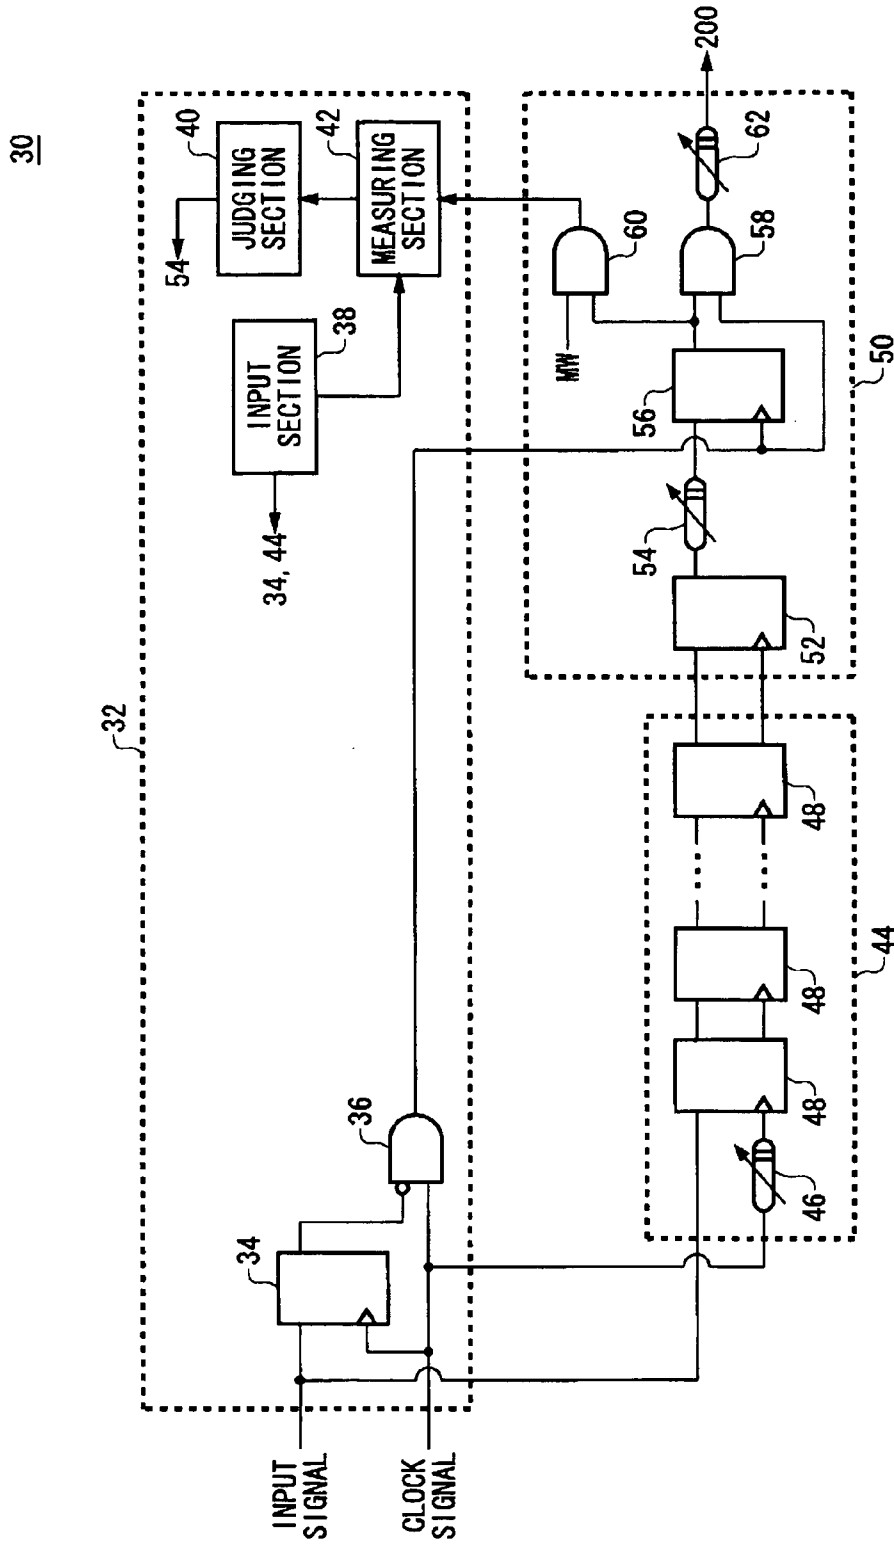 30
32
INPUT
SIGNAL
CLOCK
SIGNAL
34
36
INPUT
SECTION
38
34, 44
JUDGING
SECTION
40
54
MEASURING
SECTION
42
44
46
48
48
48
50
52
54
56
MW
60
58
62
200